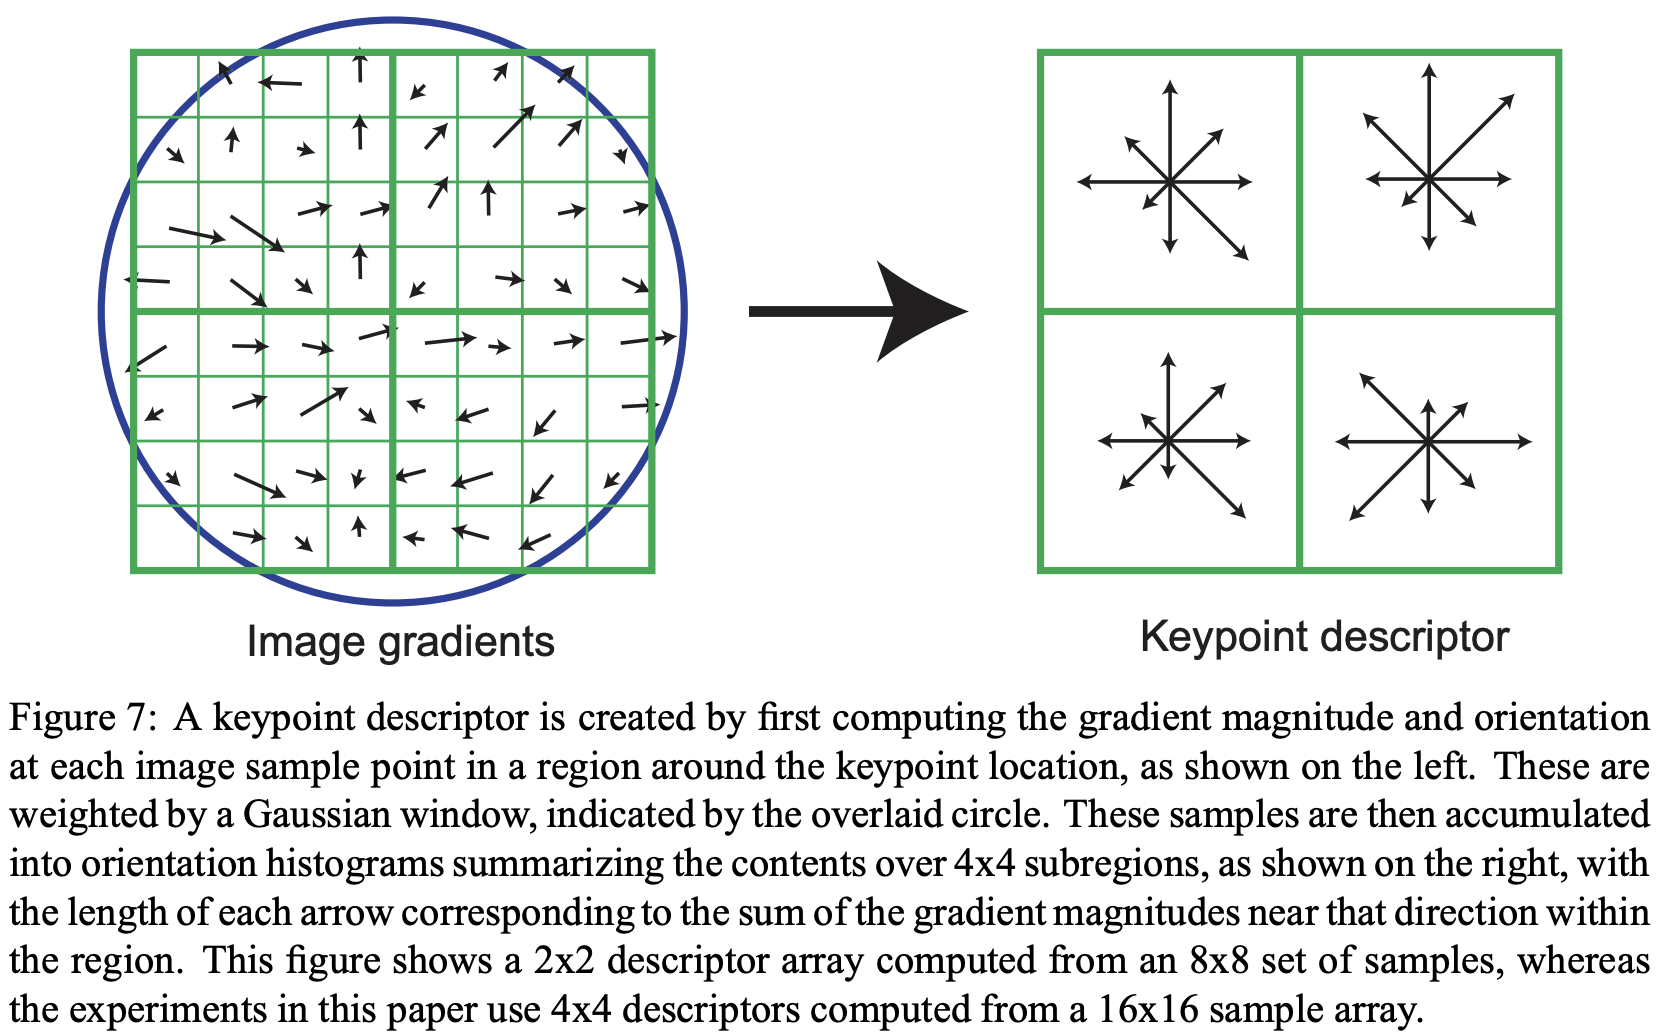 Image gradients
Keypoint descriptor
Figure 7: A keypoint descriptor is created by first computing the gradient magnitude and orientation
at each image sample point in a region around the keypoint location, as shown on the left. These are
weighted by a Gaussian window, indicated by the overlaid circle. These samples are then accumulated
into orientation histograms summarizing the contents over 4x4 subregions, as shown on the right, with
the length of each arrow corresponding to the sum of the gradient magnitudes near that direction within
the region. This figure shows a 2x2 descriptor array computed from an 8x8 set of samples, whereas
the experiments in this paper use 4x4 descriptors computed from a 16x16 sample array.